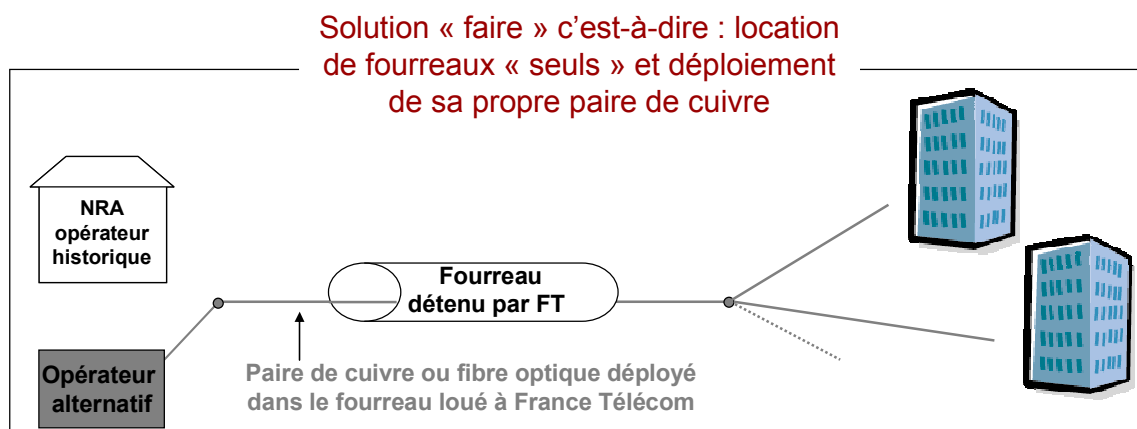 Solution « faire » c'est-à-dire : location
de fourreaux « seuls » et déploiement
de sa propre paire de cuivre
NRA
opérateur
historique
Fourreau
détenu par FT
Opérateur
alternatif
Paire de cuivre ou fibre optique déployé
dans le fourreau loué à France Télécom